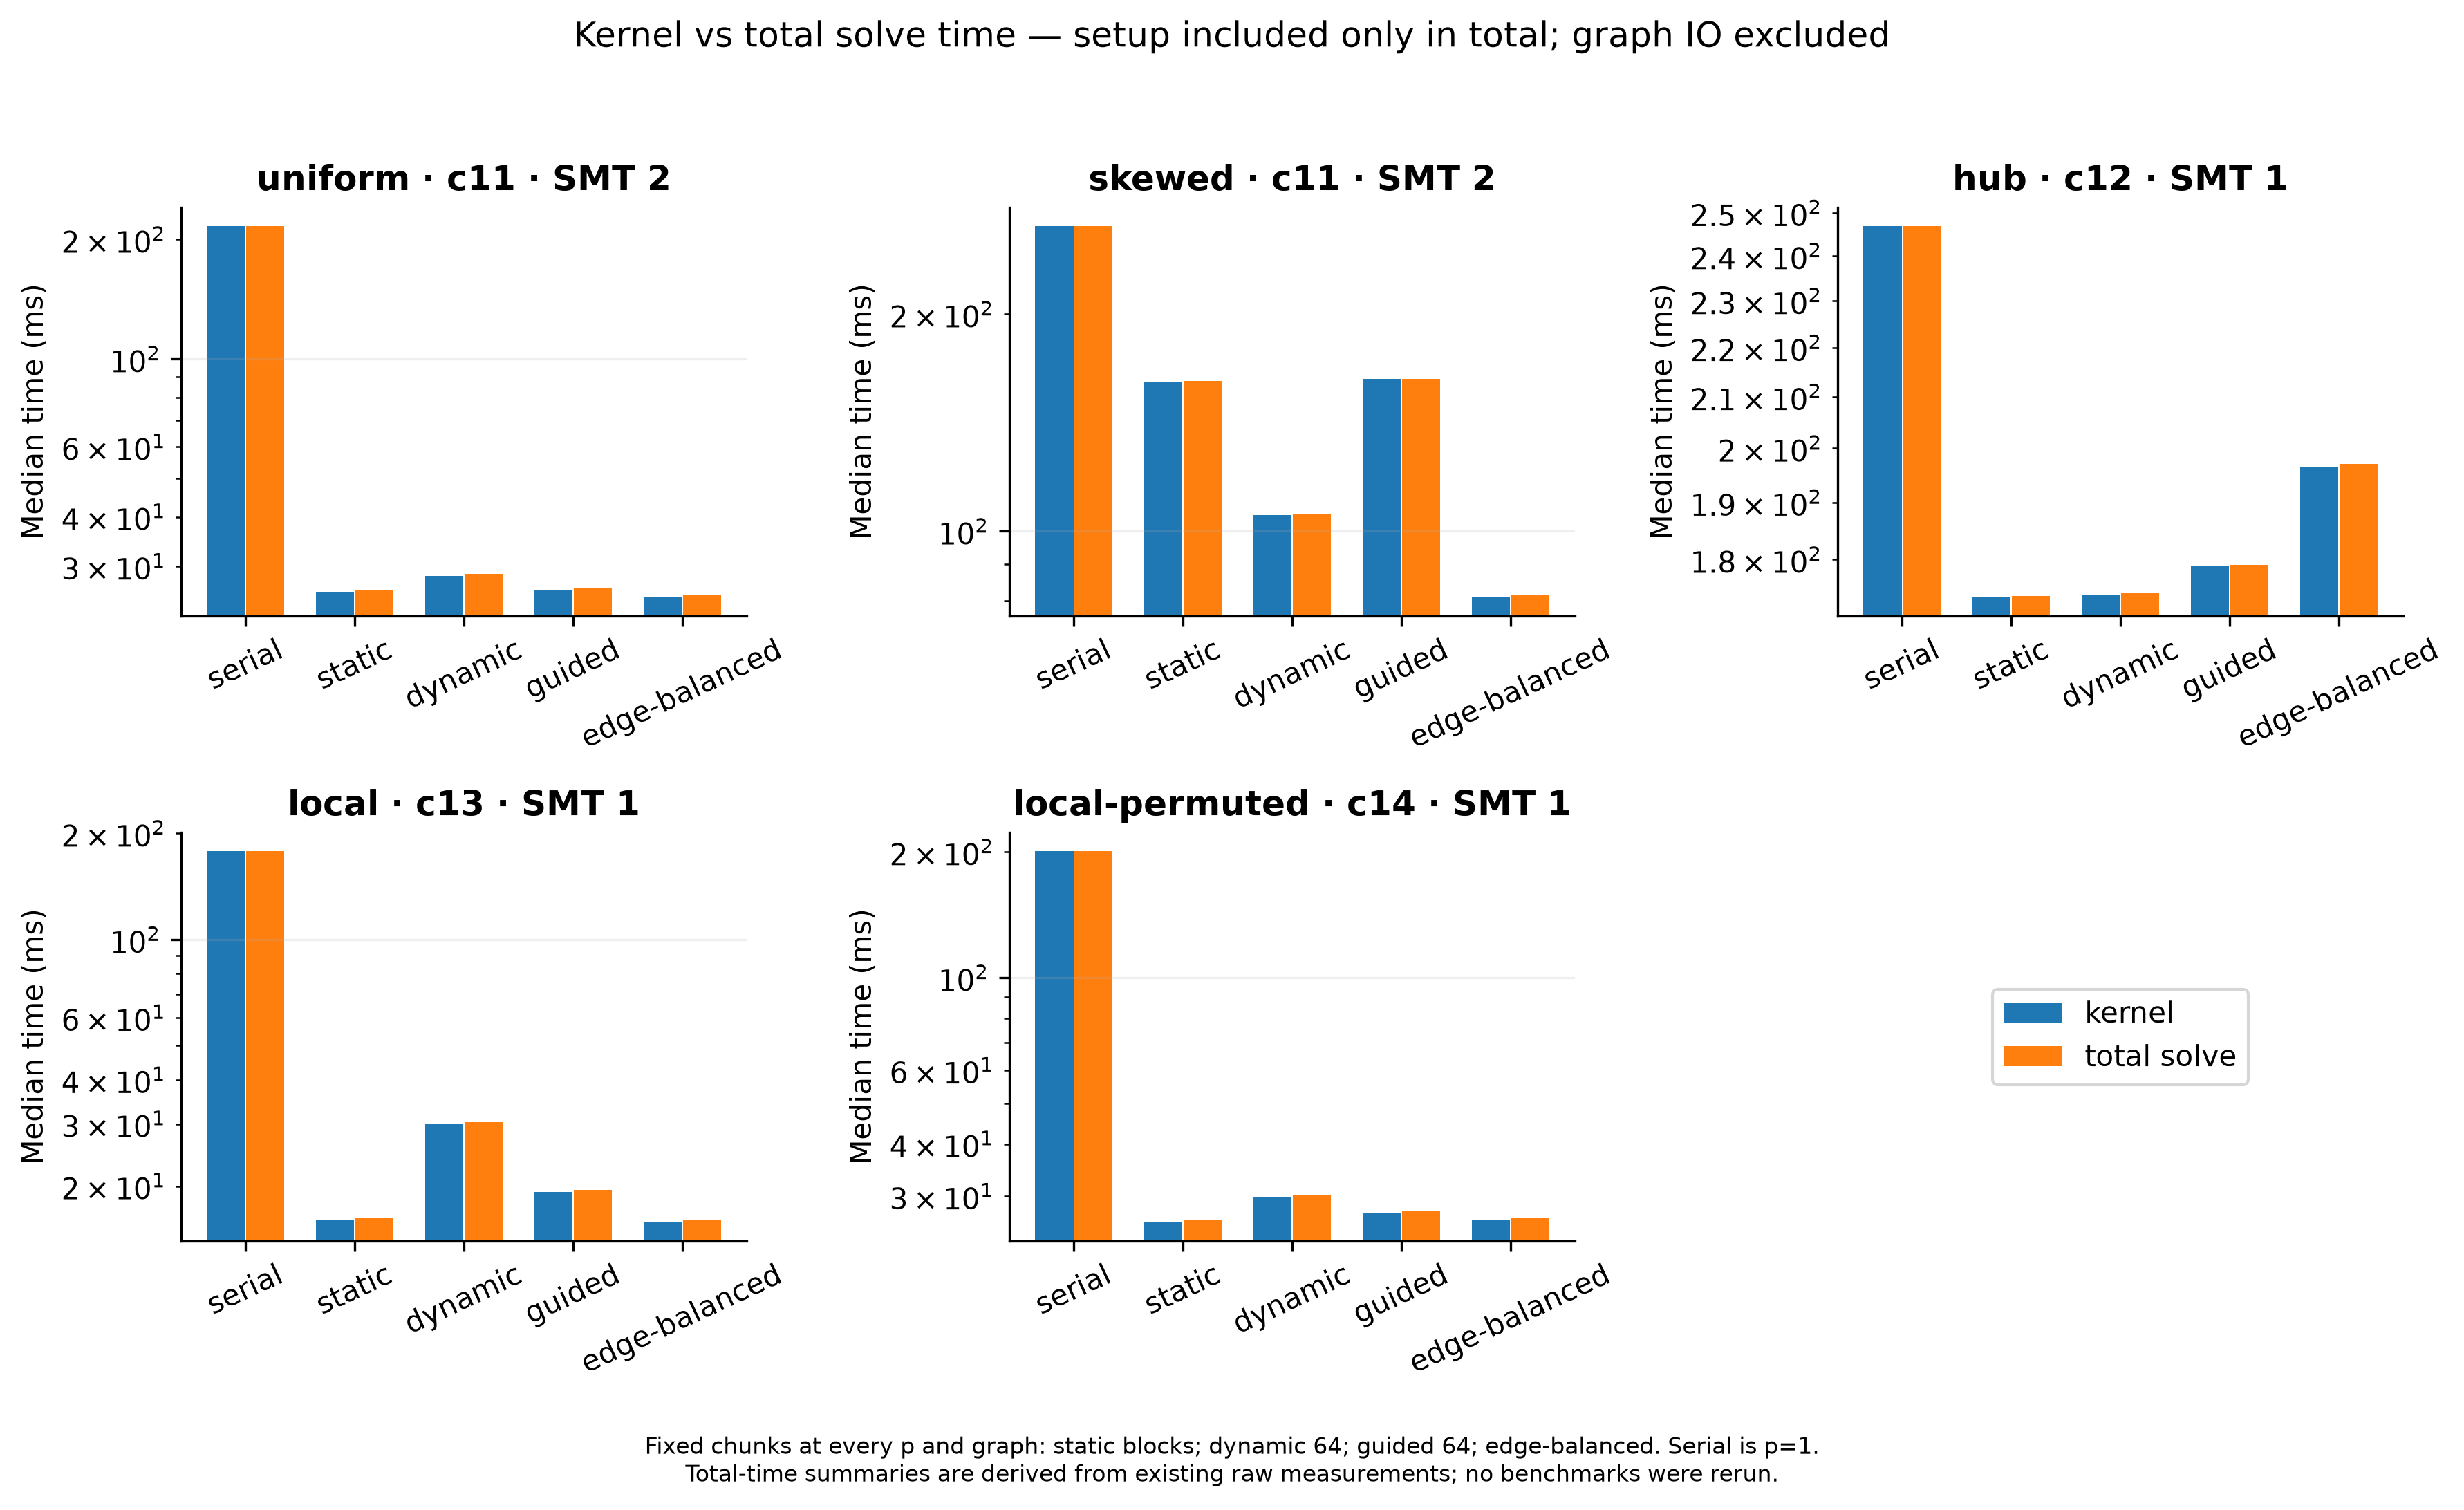 Kernel vs total solve time — setup included only in total; graph IO excluded
uniform · c11 · SMT 2
Median time (ms)
2 × 10²
10²
6 × 10¹
4 × 10¹
3 × 10¹
serial
static
dynamic
guided
edge-balanced
skewed · c11 · SMT 2
Median time (ms)
2 × 10²
10²
serial
static
dynamic
guided
edge-balanced
hub · c12 · SMT 1
Median time (ms)
2.5 × 10²
2.4 × 10²
2.3 × 10²
2.2 × 10²
2.1 × 10²
2 × 10²
1.9 × 10²
1.8 × 10²
serial
static
dynamic
guided
edge-balanced
local · c13 · SMT 1
Median time (ms)
2 × 10²
10²
6 × 10¹
4 × 10¹
3 × 10¹
2 × 10¹
serial
static
dynamic
guided
edge-balanced
local-permuted · c14 · SMT 1
Median time (ms)
2 × 10²
10²
6 × 10¹
4 × 10¹
3 × 10¹
serial
static
dynamic
guided
edge-balanced
kernel
total solve
Fixed chunks at every p and graph: static blocks; dynamic 64; guided 64; edge-balanced. Serial is p=1.
Total-time summaries are derived from existing raw measurements; no benchmarks were rerun.